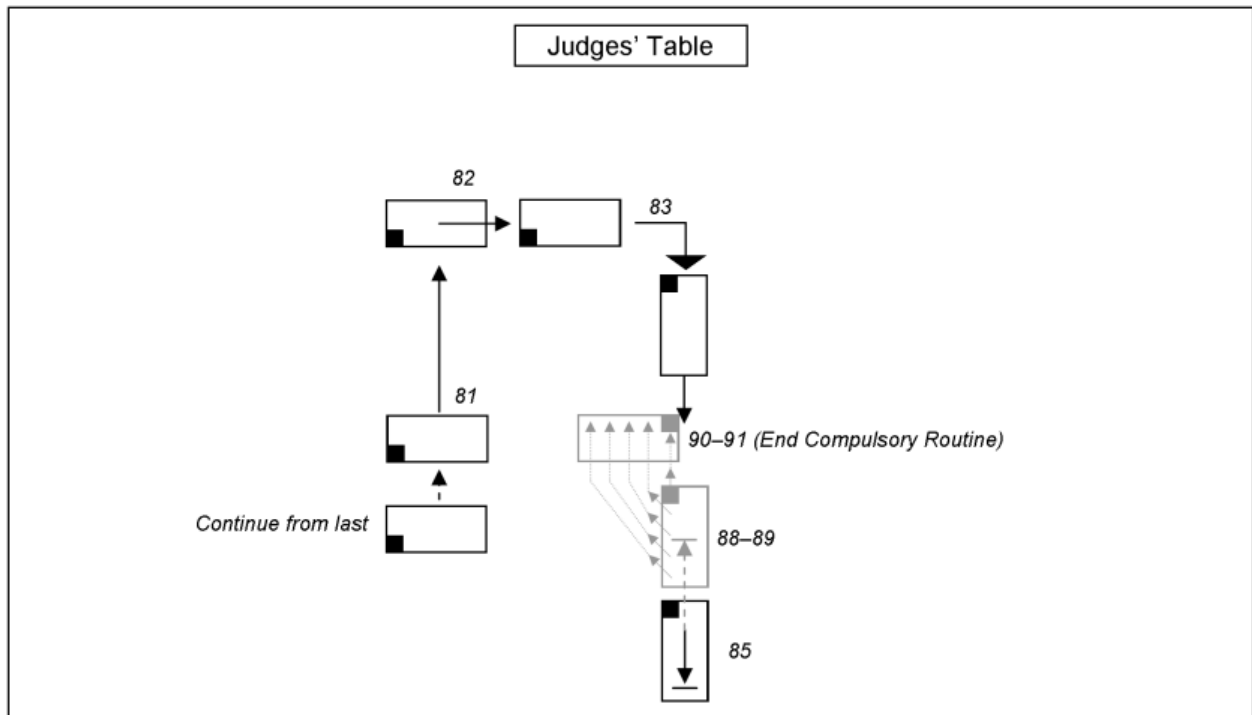 Judges' Table
82
83
81
90–91 (End Compulsory Routine)
Continue from last
88–89
85